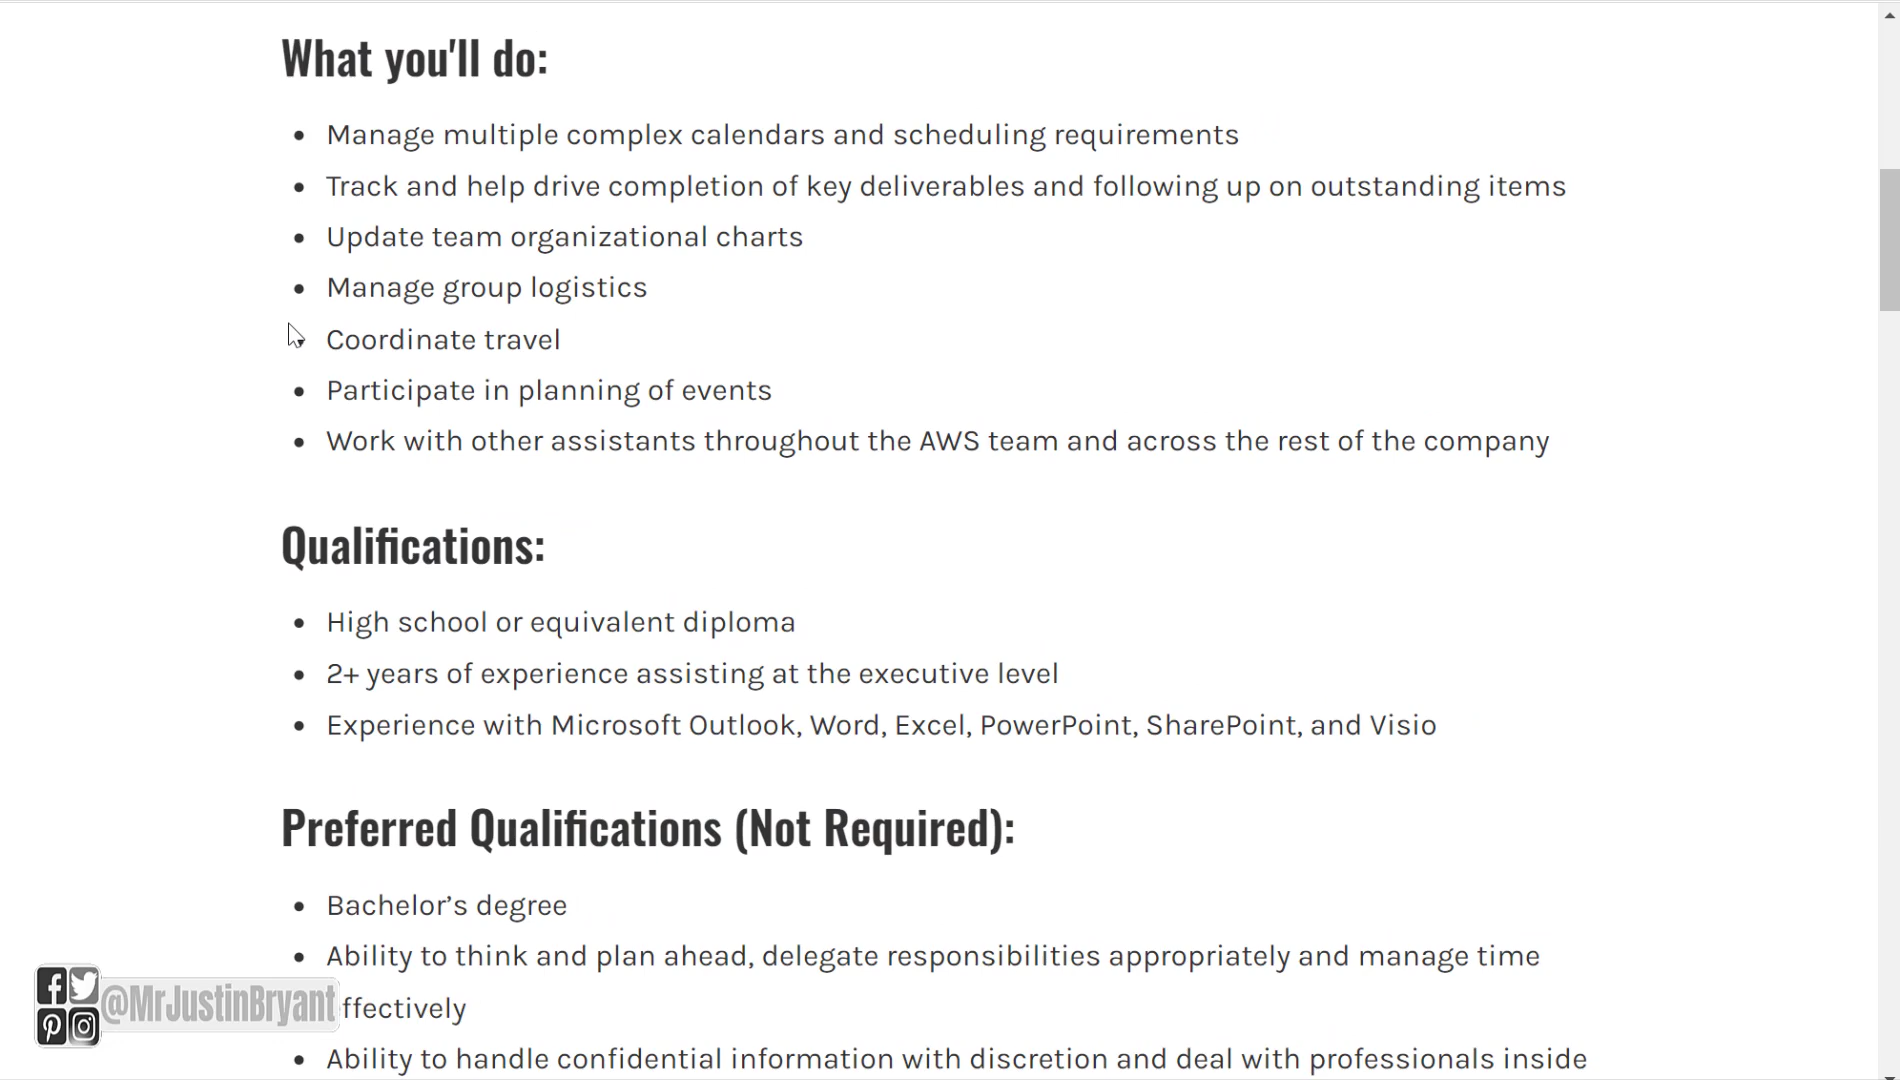 What you'll do:
Manage multiple complex calendars and scheduling requirements
Track and help drive completion of key deliverables and following up on outstanding items
Update team organizational charts
Manage group logistics
Coordinate travel
Participate in planning of events
Work with other assistants throughout the AWS team and across the rest of the company
Qualifications:
High school or equivalent diploma
2+ years of experience assisting at the executive level
Experience with Microsoft Outlook, Word, Excel, PowerPoint, SharePoint, and Visio
Preferred Qualifications (Not Required):
Bachelor’s degree
Ability to think and plan ahead, delegate responsibilities appropriately and manage time
ffectively
@MrJustinBryant
Ability to handle confidential information with discretion and deal with professionals inside